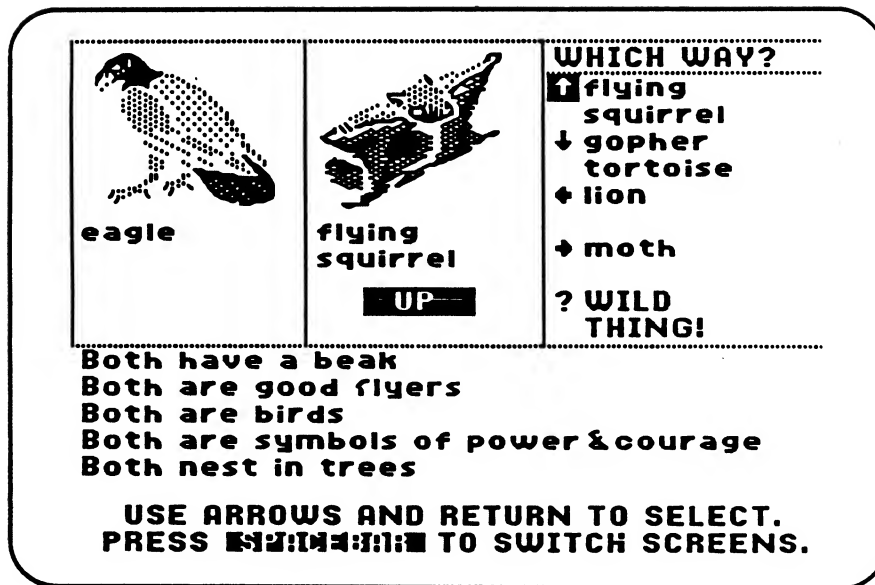 WHICH WAY?
↑ flying
squirrel
↓ gopher
tortoise
← lion
→ moth
? WILD
THING!
eagle
flying
squirrel
UP
Both have a beak
Both are good flyers
Both are birds
Both are symbols of power & courage
Both nest in trees
USE ARROWS AND RETURN TO SELECT.
PRESS SPACEBAR TO SWITCH SCREENS.